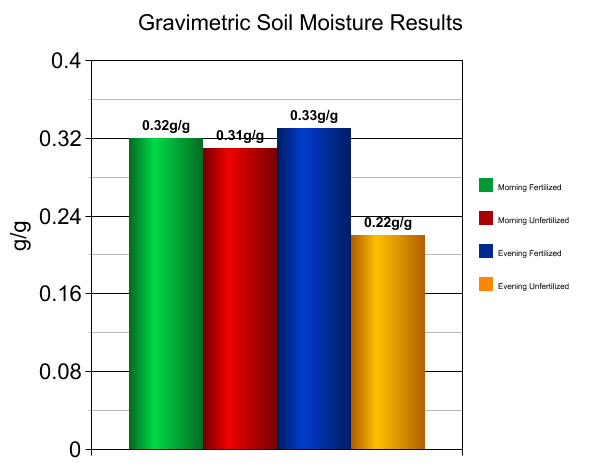 Gravimetric Soil Moisture Results
0.4
0.32
0.24
0.16
0.08
0
g/g
0.32g/g
0.31g/g
0.33g/g
0.22g/g
Morning Fertilized
Morning Unfertilized
Evening Fertilized
Evening Unfertilized